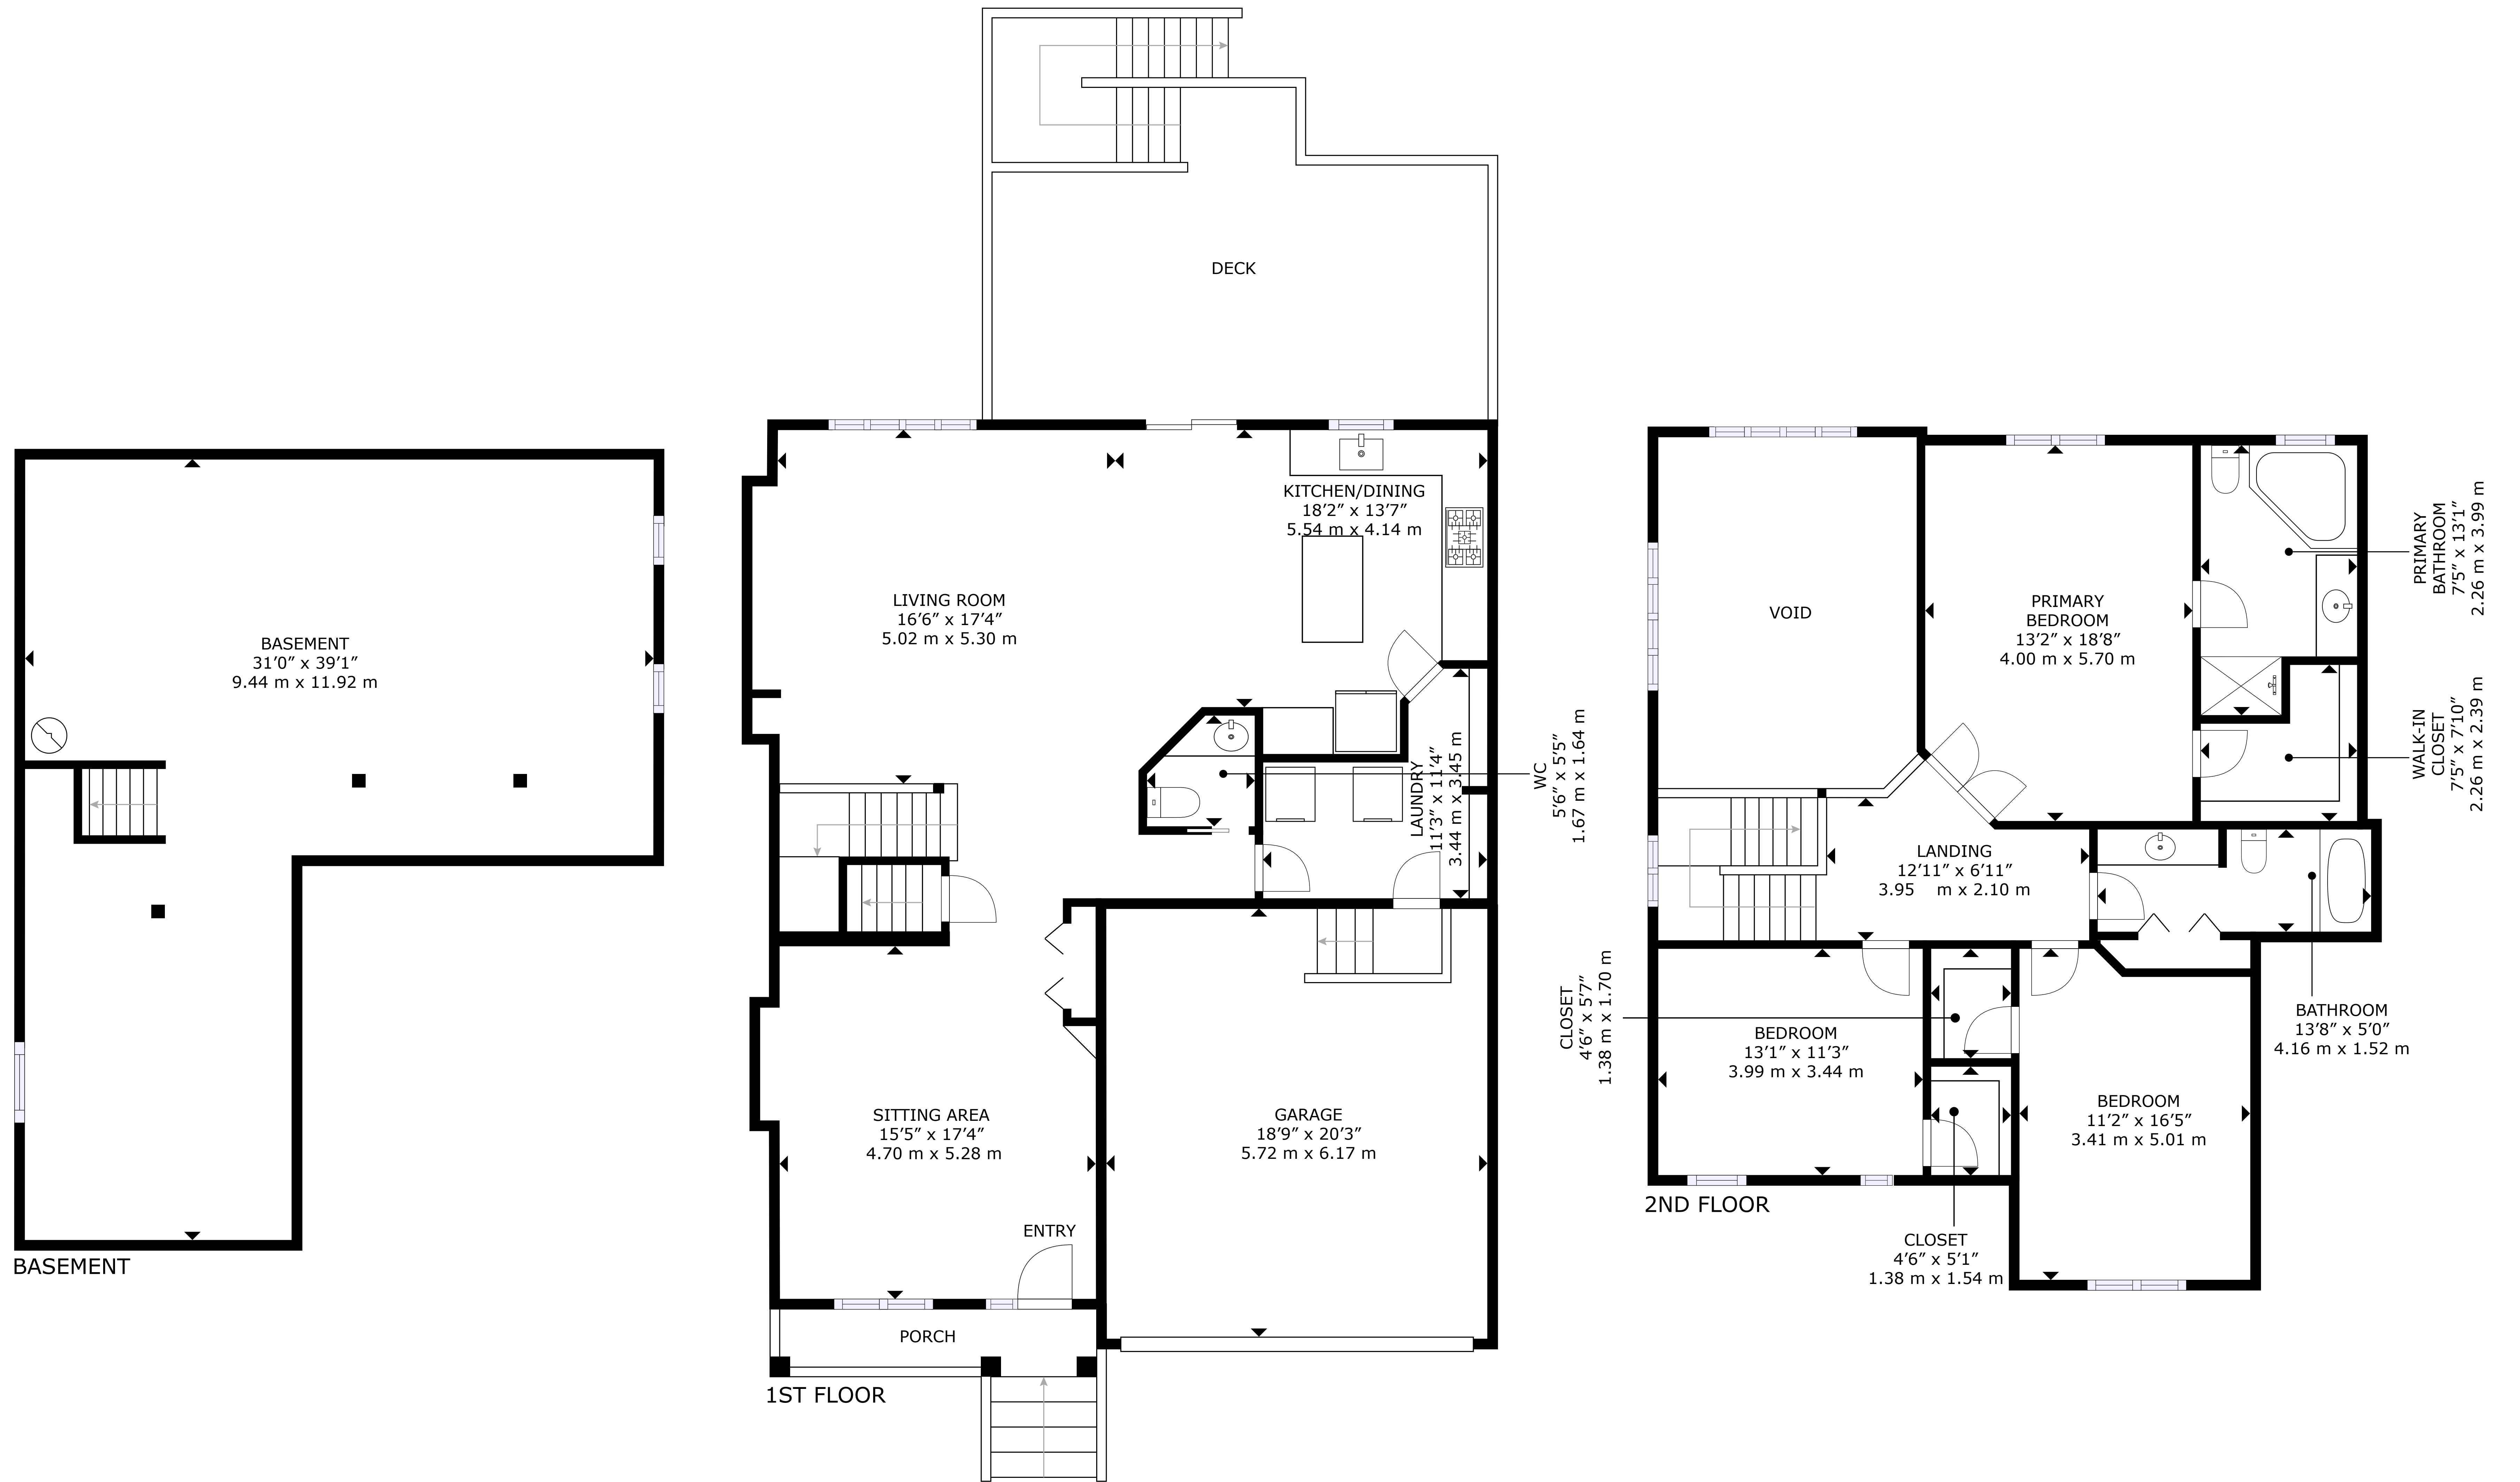 BASEMENT
31’0” x 39’1”
9.44 m x 11.92 m
BASEMENT
DECK
KITCHEN/DINING
18’2” x 13’7”
5.54 m x 4.14 m
LIVING ROOM
16’6” x 17’4”
5.02 m x 5.30 m
LAUNDRY
11’3” x 11’4”
3.44 m x 3.45 m
WC
5’6” x 5’5”
1.67 m x 1.64 m
SITTING AREA
15’5” x 17’4”
4.70 m x 5.28 m
GARAGE
18’9” x 20’3”
5.72 m x 6.17 m
ENTRY
PORCH
1ST FLOOR
VOID
PRIMARY
BEDROOM
13’2” x 18’8”
4.00 m x 5.70 m
PRIMARY
BATHROOM
7’5” x 13’1”
2.26 m x 3.99 m
WALK-IN
CLOSET
7’5” x 7’10”
2.26 m x 2.39 m
LANDING
12’11” x 6’11”
3.95 m x 2.10 m
CLOSET
4’6” x 5’7”
1.38 m x 1.70 m
BEDROOM
13’1” x 11’3”
3.99 m x 3.44 m
BATHROOM
13’8” x 5’0”
4.16 m x 1.52 m
BEDROOM
11’2” x 16’5”
3.41 m x 5.01 m
2ND FLOOR
CLOSET
4’6” x 5’1”
1.38 m x 1.54 m